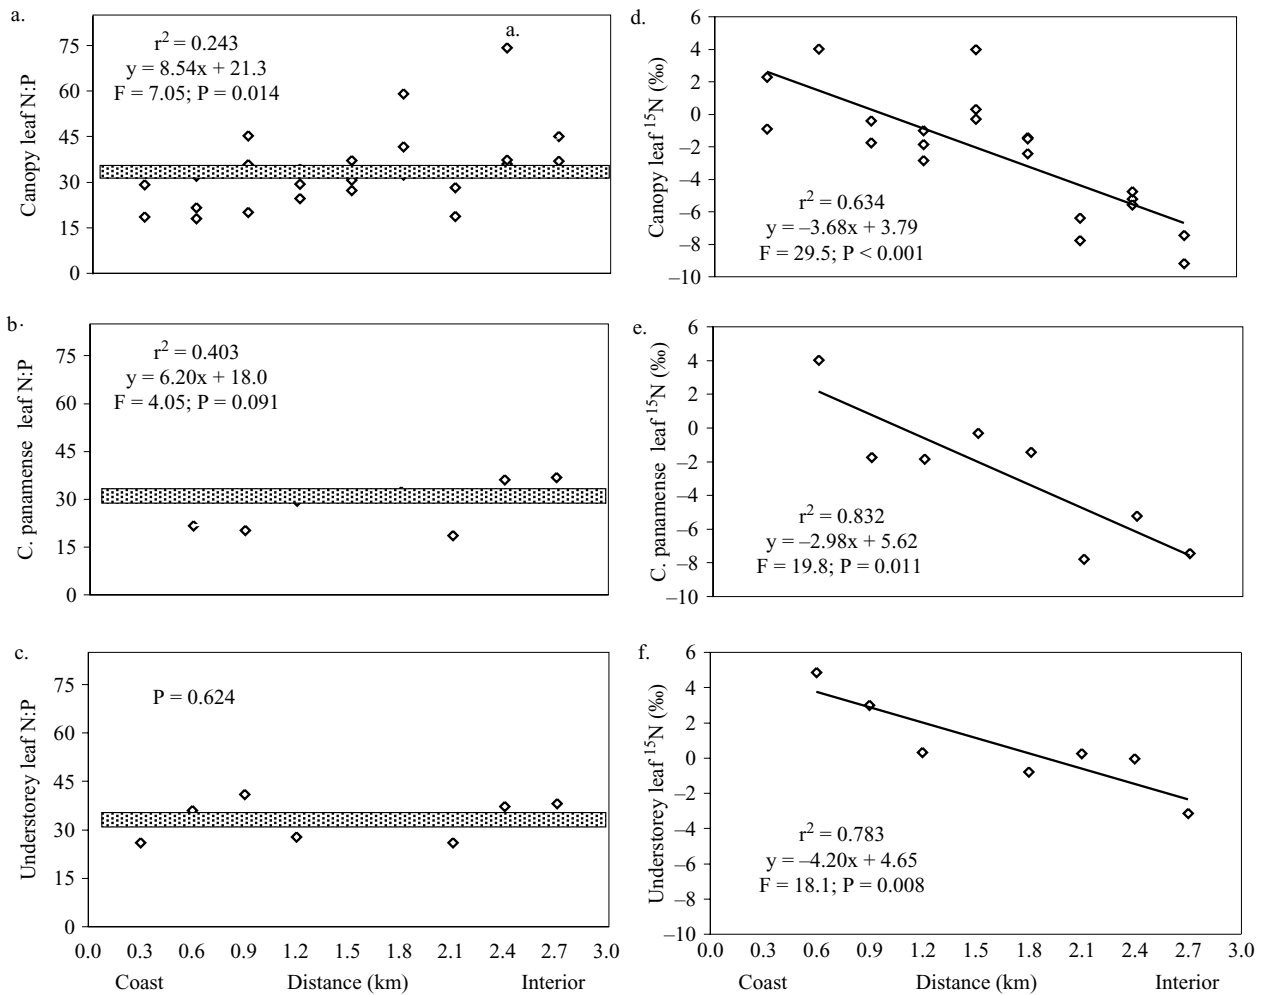 a.
a.
r2 = 0.243
y = 8.54x + 21.3
F = 7.05; P = 0.014
Canopy leaf N:P
75
60
45
30
15
0
d.
Canopy leaf 15N (‰)
6
4
2
0
–2
–4
–6
–8
–10
r2 = 0.634
y = –3.68x + 3.79
F = 29.5; P < 0.001
b.
r2 = 0.403
y = 6.20x + 18.0
F = 4.05; P = 0.091
C. panamense leaf N:P
75
60
45
30
15
0
e.
C. panamense leaf 15N (‰)
6
4
2
0
–2
–4
–6
–8
–10
r2 = 0.832
y = –2.98x + 5.62
F = 19.8; P = 0.011
c.
P = 0.624
Understorey leaf N:P
75
60
45
30
15
0
0.0 0.3 0.6 0.9 1.2 1.5 1.8 2.1 2.4 2.7 3.0
Coast Distance (km) Interior
f.
Understorey leaf 15N (‰)
6
4
2
0
–2
–4
–6
–8
–10
r2 = 0.783
y = –4.20x + 4.65
F = 18.1; P = 0.008
0.0 0.3 0.6 0.9 1.2 1.5 1.8 2.1 2.4 2.7 3.0
Coast Distance (km) Interior